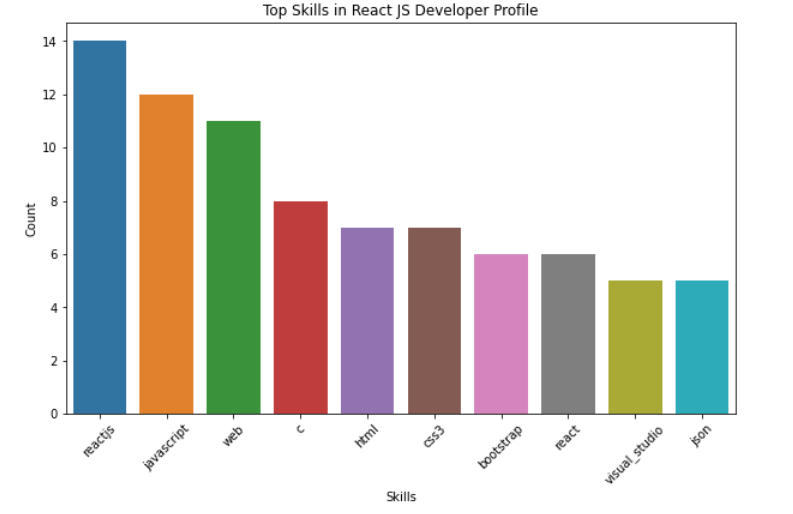 Top Skills in React JS Developer Profile
14
12
10
8
6
4
2
0
Count
reactjs
javascript
web
c
html
css3
bootstrap
react
visual_studio
json
Skills